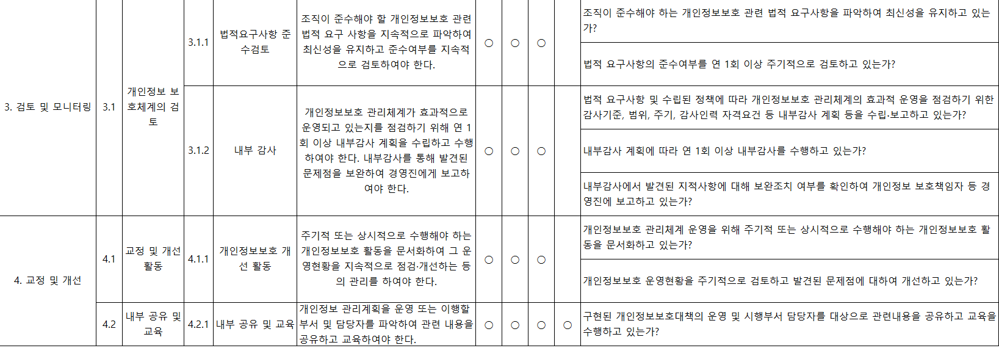 3. 검토 및 모니터링
3.1
개인정보 보
호체계의 검
토
3.1.1
법적요구사항 준
수검토
조직이 준수해야 할 개인정보보호 관련
법적 요구 사항을 지속적으로 파악하여
최신성을 유지하고 준수여부를 지속적
으로 검토하여야 한다.
○ ○ ○
조직이 준수해야 하는 개인정보보호 관련 법적 요구사항을 파악하여 최신성을 유지하고 있는
가?
법적 요구사항의 준수여부를 연 1회 이상 주기적으로 검토하고 있는가?
3.1.2
내부 감사
개인정보보호 관리체계가 효과적으로
운영되고 있는지를 점검하기 위해 연 1
회 이상 내부감사 계획을 수립하고 수행
하여야 한다. 내부감사를 통해 발견된
문제점을 보완하여 경영진에게 보고하
여야 한다.
○ ○ ○
법적 요구사항 및 수립된 정책에 따라 개인정보보호 관리체계의 효과적 운영을 점검하기 위한
감사기준, 범위, 주기, 감사인력 자격요건 등 내부감사 계획 등을 수립·보고하고 있는가?
내부감사 계획에 따라 연 1회 이상 내부감사를 수행하고 있는가?
내부감사에서 발견된 지적사항에 대해 보완조치 여부를 확인하여 개인정보 보호책임자 등 경
영진에 보고하고 있는가?
4. 교정 및 개선
4.1
교정 및 개선
활동
4.1.1
개인정보보호 개
선 활동
주기적 또는 상시적으로 수행해야 하는
개인정보보호 활동을 문서화하여 그 운
영현황을 지속적으로 점검·개선하는 등
의 관리를 하여야 한다.
○ ○ ○
개인정보보호 관리체계 운영을 위해 주기적 또는 상시적으로 수행해야 하는 개인정보보호 활
동을 문서화하고 있는가?
개인정보보호 운영현황을 주기적으로 검토하고 발견된 문제점에 대하여 개선하고 있는가?
4.2
내부 공유 및
교육
4.2.1
내부 공유 및 교육
개인정보 관리계획을 운영 또는 이행할
부서 및 담당자를 파악하여 관련 내용을
공유하고 교육하여야 한다.
○ ○ ○ ○
구현된 개인정보보호대책의 운영 및 시행부서 담당자를 대상으로 관련내용을 공유하고 교육을
수행하고 있는가?